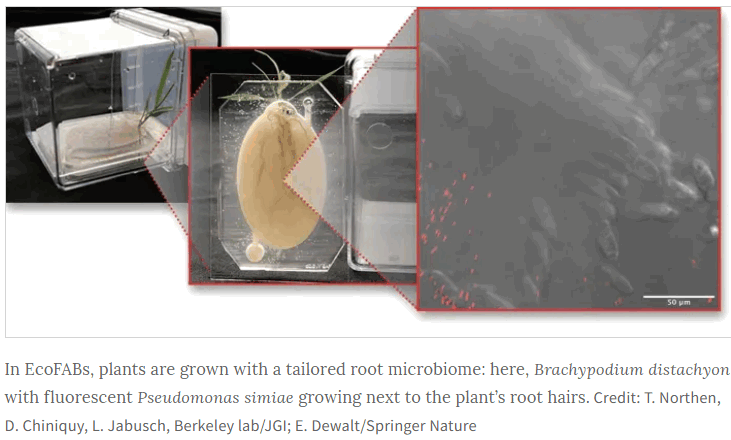 50 μm
In EcoFABs, plants are grown with a tailored root microbiome: here, Brachypodium distachyon
with fluorescent Pseudomonas simiae growing next to the plant's root hairs. Credit: T. Northen,
D. Chiniquy, L. Jabusch, Berkeley lab/JGI; E. Dewalt/Springer Nature